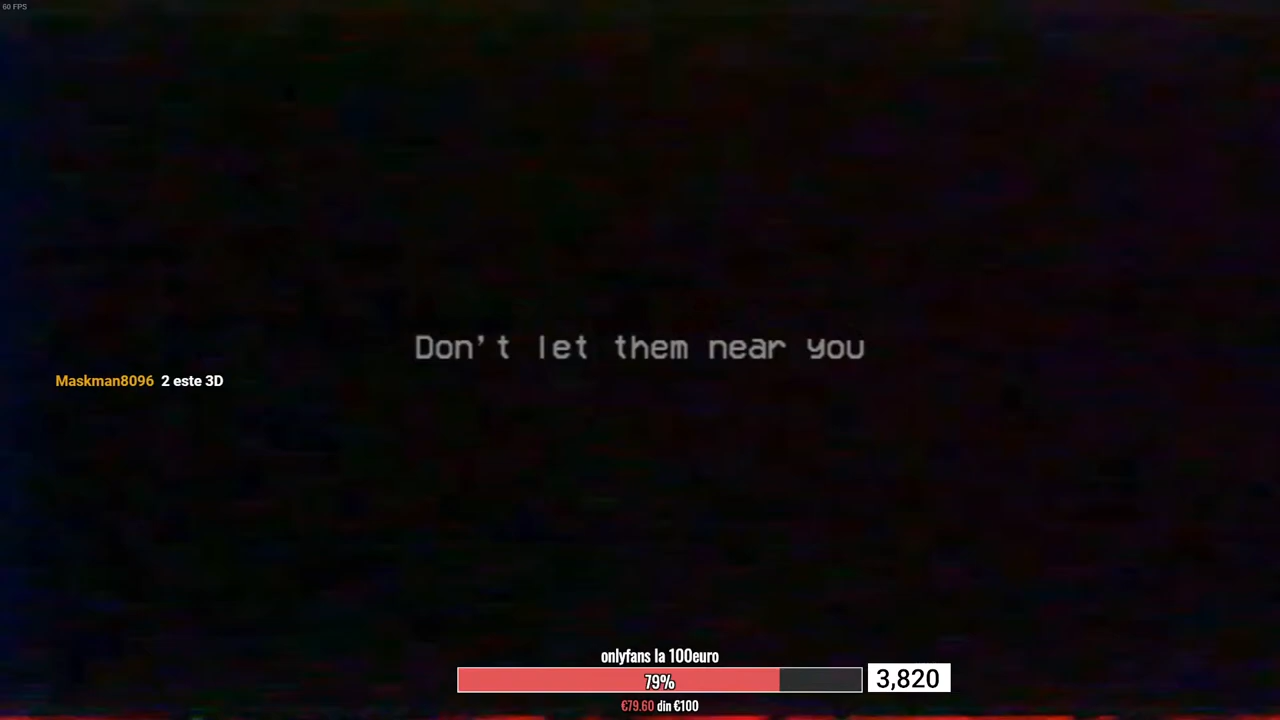 60 FPS
Don't let them near you
Maskman8096 2 este 3D
onlyfans la 100euro
79%
3,820
€79.60 din €100